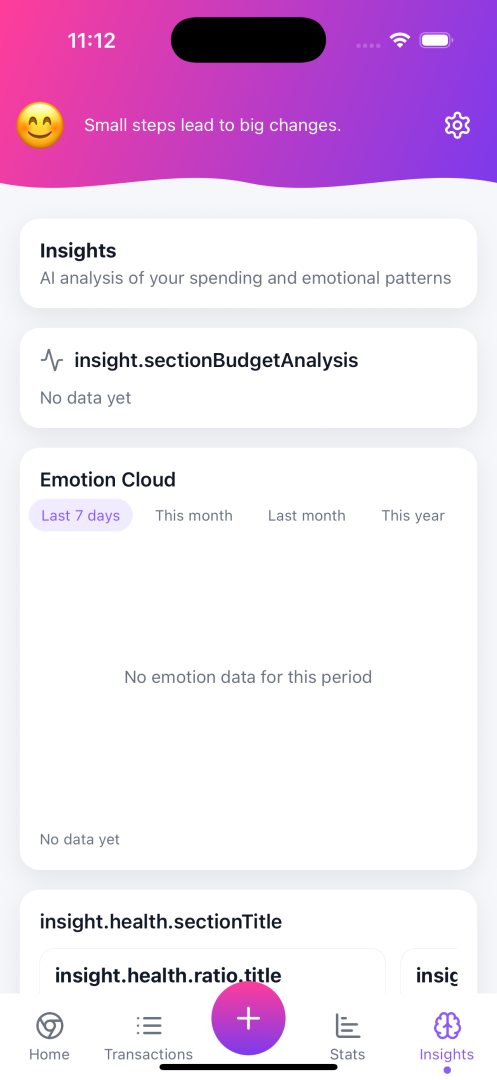 11:12
Small steps lead to big changes.
Insights
AI analysis of your spending and emotional patterns
insight.sectionBudgetAnalysis
No data yet
Emotion Cloud
Last 7 days This month Last month This year
No emotion data for this period
No data yet
insight.health.sectionTitle
insight.health.ratio.title
Home Transactions Stats Insights